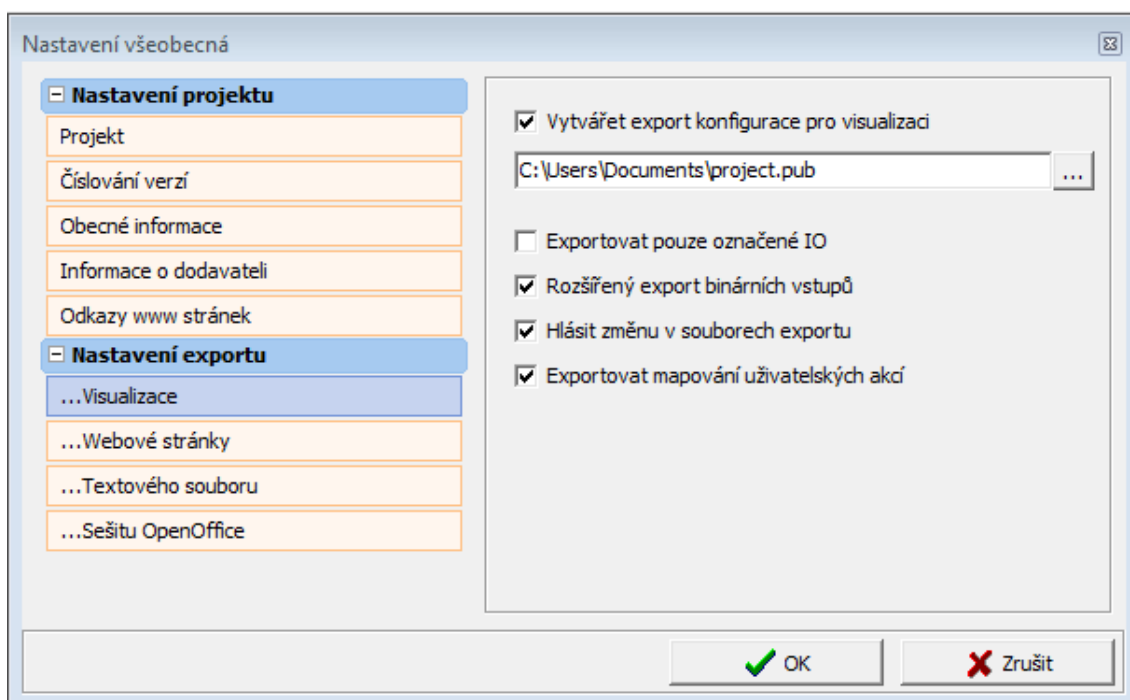 Nastavení všeobecná
Nastavení projektu
Projekt
Číslování verzí
Obecné informace
Informace o dodavateli
Odkazy www stránek
Nastavení exportu
...Visualizace
...Webové stránky
...Textového souboru
...Sešitu OpenOffice
Vytvářet export konfigurace pro visualizaci
C:\Users\Documents\project.pub
...
Exportovat pouze označené IO
Rozšířený export binárních vstupů
Hlásit změnu v souborech exportu
Exportovat mapování uživatelských akcí
OK
Zrušit